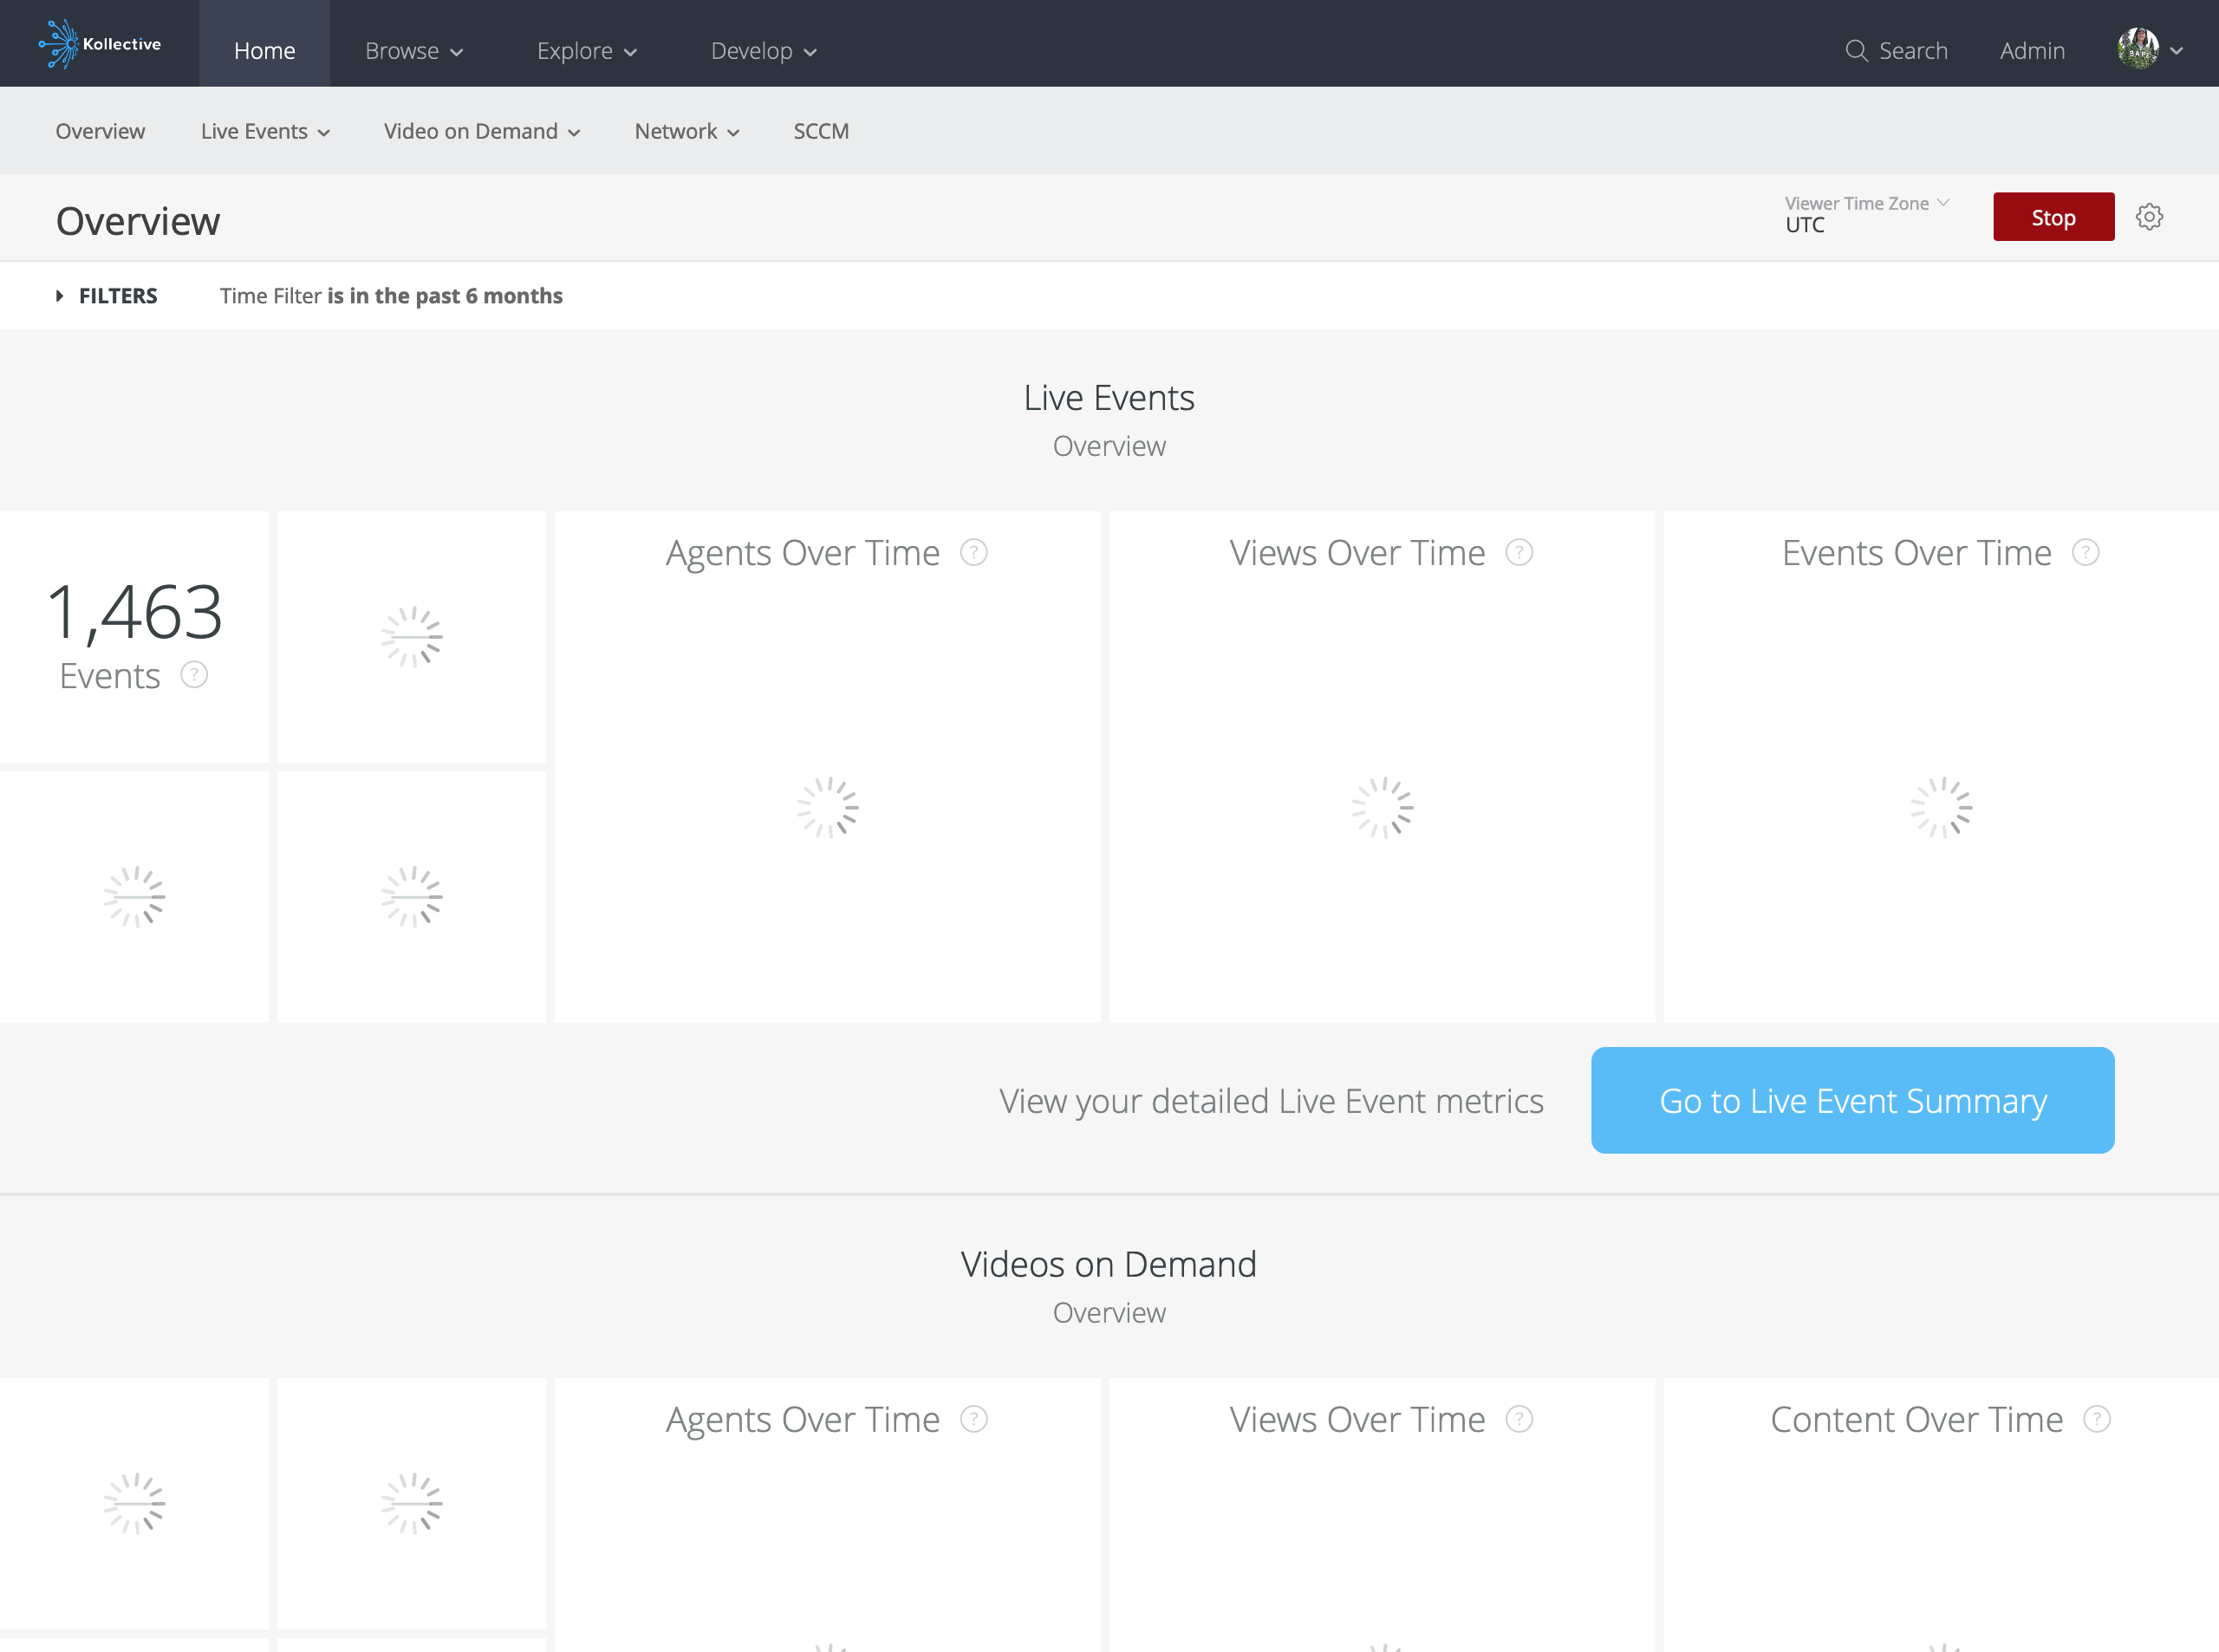 Kollective
Home
Browse
Explore
Develop
Search
Admin
Overview
Live Events
Video on Demand
Network
SCCM
Overview
Viewer Time Zone
UTC
Stop
FILTERS
Time Filter is in the past 6 months
Live Events
Overview
1,463
Events ?
Agents Over Time ?
Views Over Time ?
Events Over Time ?
View your detailed Live Event metrics
Go to Live Event Summary
Videos on Demand
Overview
Agents Over Time ?
Views Over Time ?
Content Over Time ?